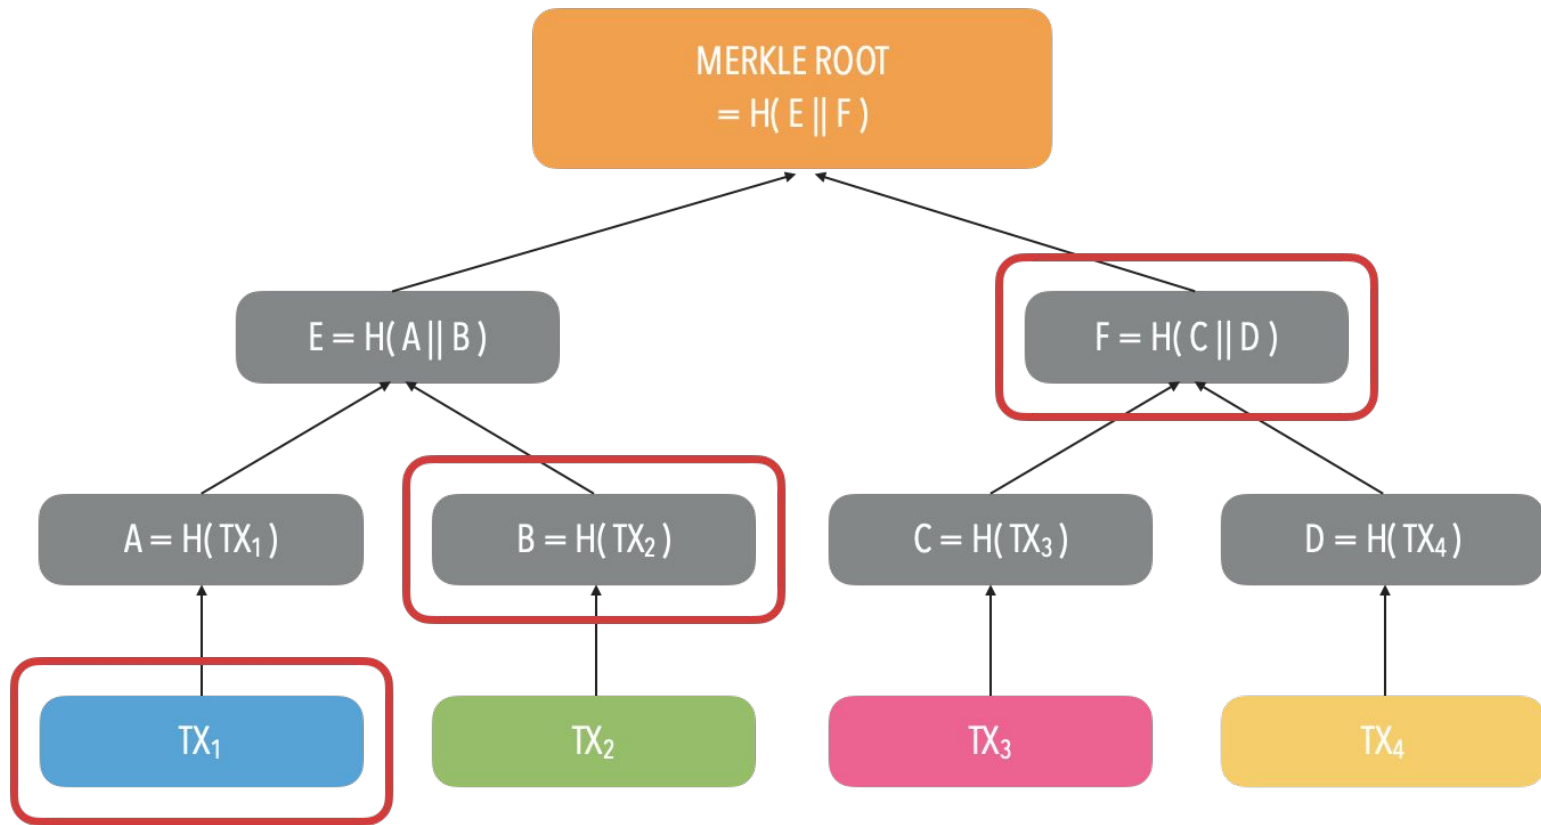 MERKLE ROOT
= H( E || F )
E = H( A || B )
F = H( C || D )
A = H( TX₁ )
B = H( TX₂ )
C = H( TX₃ )
D = H( TX₄ )
TX₁
TX₂
TX₃
TX₄